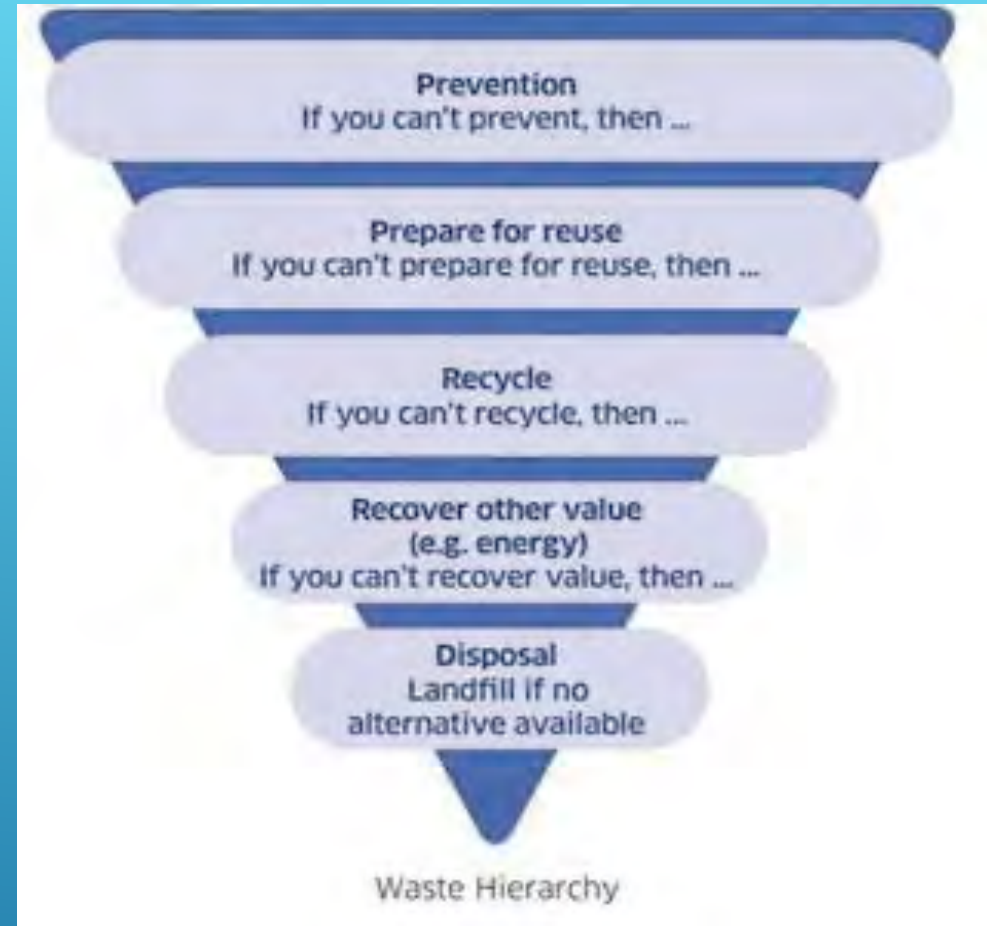 Prevention
If you can't prevent, then ...
Prepare for reuse
If you can't prepare for reuse, then ...
Recycle
If you can't recycle, then ...
Recover other value
(e.g. energy)
If you can't recover value, then ...
Disposal
Landfill if no
alternative available
Waste Hierarchy